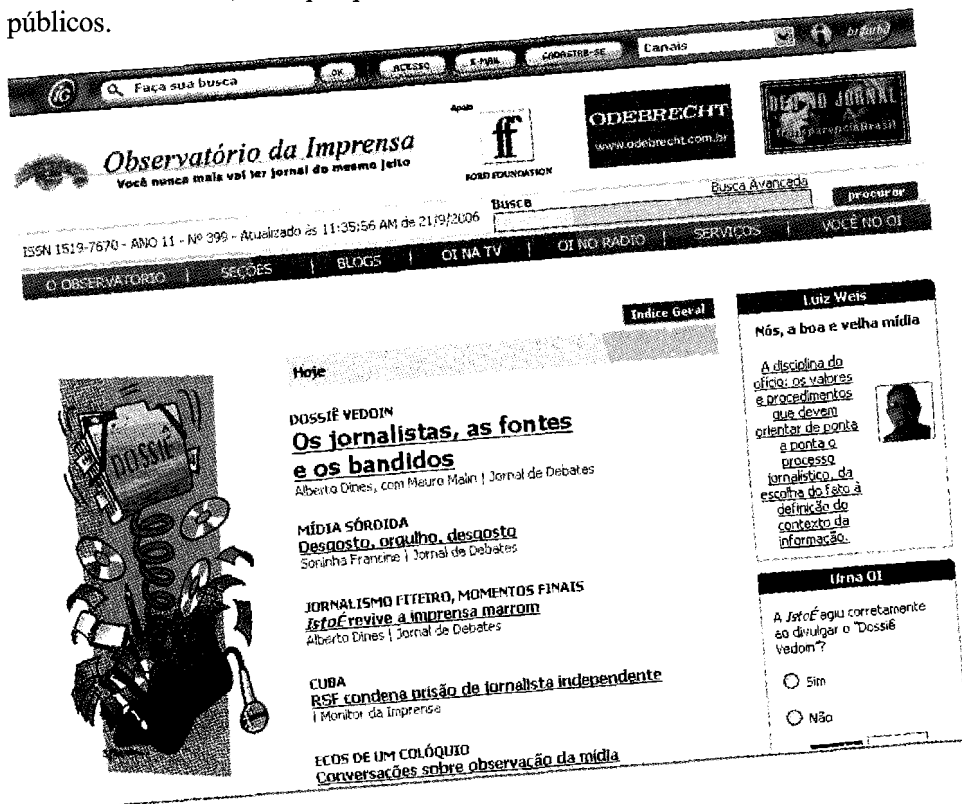 públicos.
iG
Faça sua busca
OK
ACESSO
E-MAIL
CADASTRE-SE
Canais
Observatório da Imprensa
Você nunca mais vai ler jornal do mesmo jeito
Apoio
ff
FORD FOUNDATION
ODEBRECHT
www.odebrecht.com.br
DE NO JORNAL
Busca
Busca Avançada
procurar
ISSN 1519-7670 - ANO 11 - Nº 399 - Atualizado às 11:35:56 AM de 21/9/2006
O OBSERVATÓRIO | SEÇÕES | BLOGS | OI NA TV | OI NO RÁDIO | SERVIÇOS | VOCÊ NO OI
Índice Geral
Hoje
DOSSIÊ
DOSSIÊ VEDOIN
Os jornalistas, as fontes
e os bandidos
Alberto Dines, com Mauro Malin | Jornal de Debates
MÍDIA SÓRDIDA
Desgosto, orgulho, desgosto
Soninha Francine | Jornal de Debates
JORNALISMO FITEIRO, MOMENTOS FINAIS
IstoÉ revive a imprensa marrom
Alberto Dines | Jornal de Debates
CUBA
RSF condena prisão de jornalista independente
| Monitor da Imprensa
ECOS DE UM COLÓQUIO
Conversações sobre observação da mídia
Luiz Weis
Nós, a boa e velha mídia
A disciplina do
ofício: os valores
e procedimentos
que devem
orientar de ponta
a ponta o
processo
jornalístico, da
escolha do fato à
definição do
contexto da
informação.
Urna OI
A IstoÉ agiu corretamente
ao divulgar o "Dossiê
Vedoin"?
Sim
Não